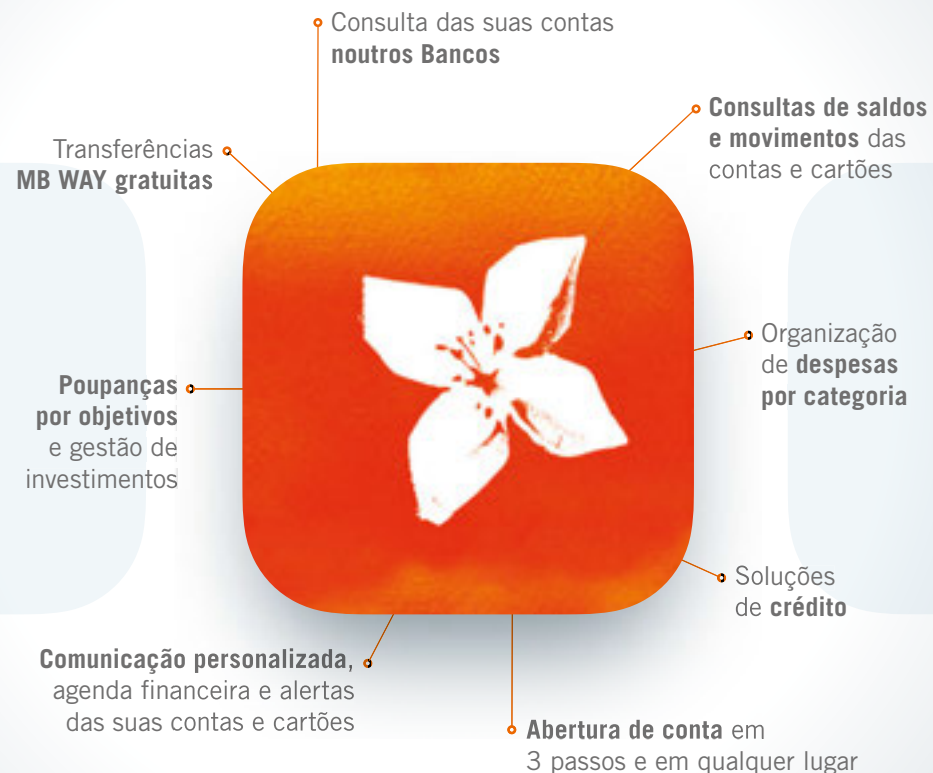 Consulta das suas contas
noutros Bancos
Consultas de saldos
e movimentos das
contas e cartões
Transferências
MB WAY gratuitas
Organização
de despesas
por categoria
Poupanças
por objetivos
e gestão de
investimentos
Soluções
de crédito
Comunicação personalizada,
agenda financeira e alertas
das suas contas e cartões
Abertura de conta em
3 passos e em qualquer lugar